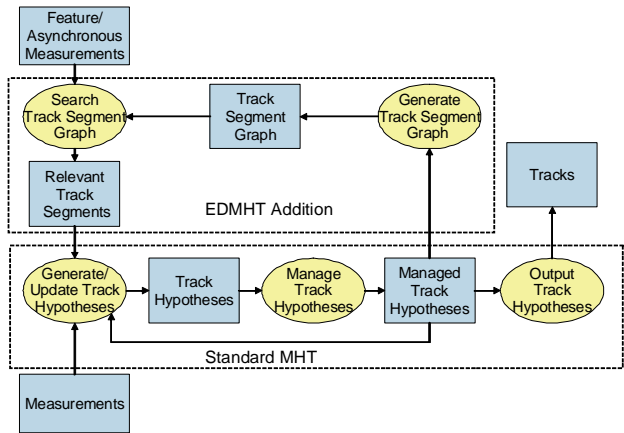 Feature/
Asynchronous
Measurements
Search
Track Segment
Graph
Track
Segment
Graph
Generate
Track Segment
Graph
Relevant
Track
Segments
EDMHT Addition
Tracks
Generate/
Update Track
Hypotheses
Track
Hypotheses
Manage
Track
Hypotheses
Managed
Track
Hypotheses
Output
Track
Hypotheses
Standard MHT
Measurements